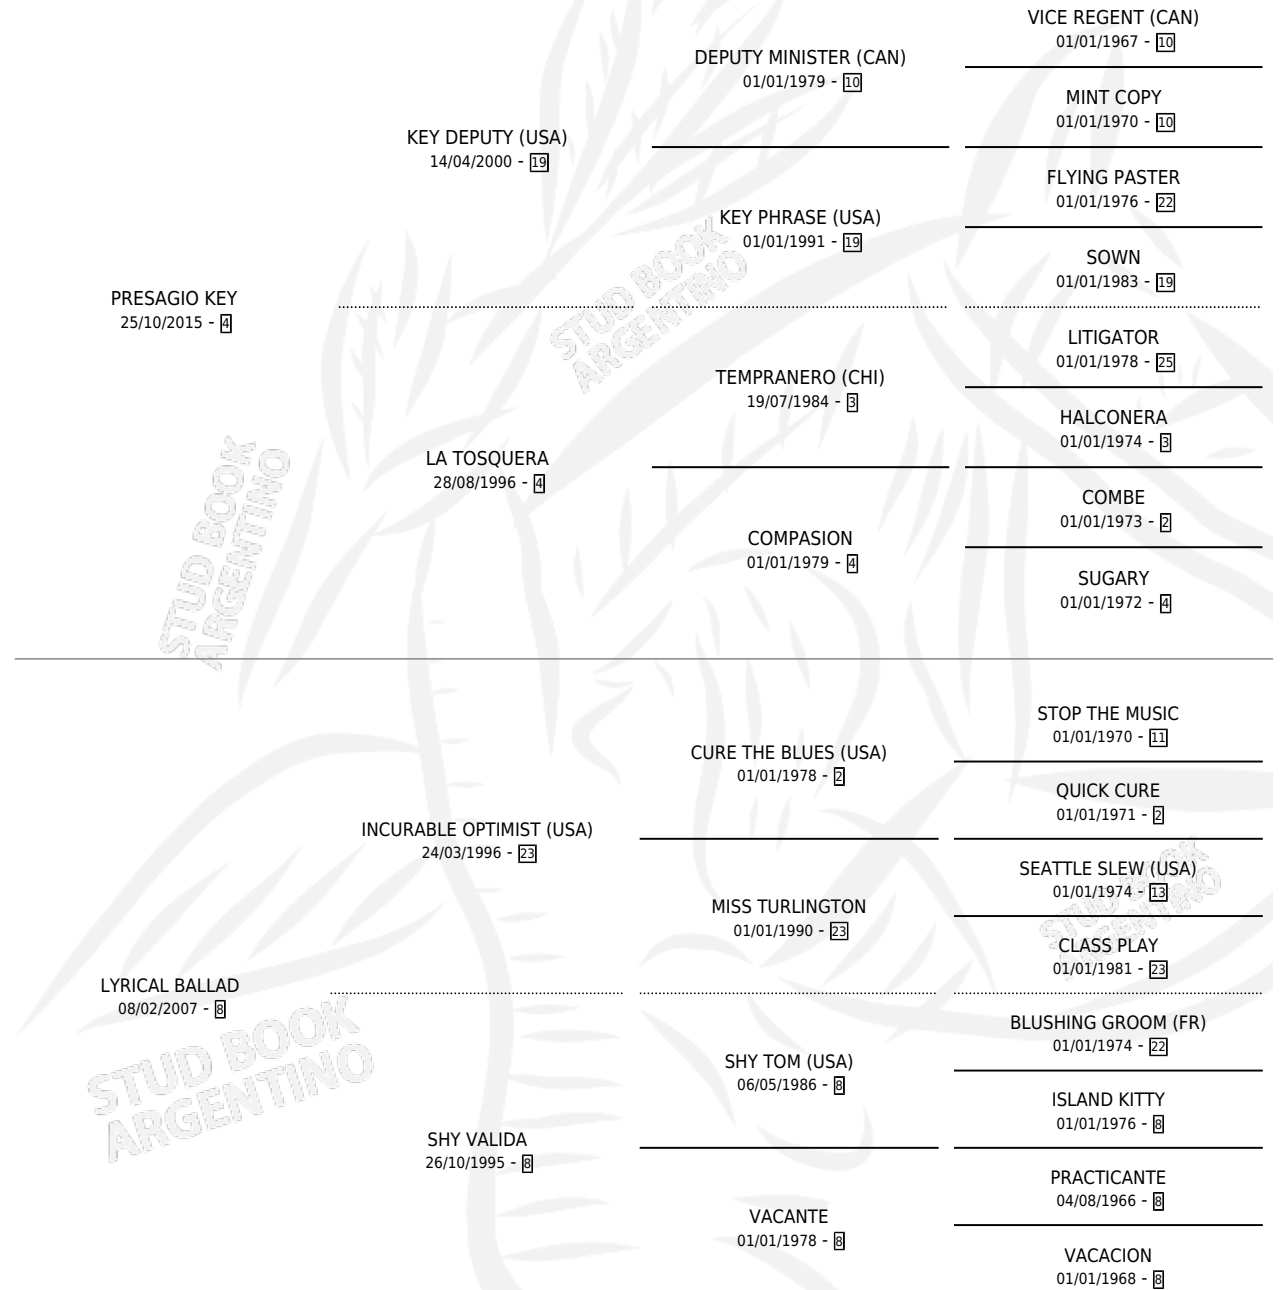 VICE REGENT (CAN)
01/01/1967 - 10
DEPUTY MINISTER (CAN)
01/01/1979 - 10
MINT COPY
01/01/1970 - 10
KEY DEPUTY (USA)
14/04/2000 - 19
FLYING PASTER
01/01/1976 - 22
KEY PHRASE (USA)
01/01/1991 - 19
SOWN
01/01/1983 - 19
PRESAGIO KEY
25/10/2015 - 4
STUD BOOK
ARGENTINO
LITIGATOR
01/01/1978 - 25
TEMPRANERO (CHI)
19/07/1984 - 3
HALCONERA
01/01/1974 - 3
LA TOSQUERA
28/08/1996 - 4
COMBE
01/01/1973 - 2
COMPASION
01/01/1979 - 4
SUGARY
01/01/1972 - 4
STUD BOOK
ARGENTINO
STOP THE MUSIC
01/01/1970 - 11
CURE THE BLUES (USA)
01/01/1978 - 2
QUICK CURE
01/01/1971 - 2
INCURABLE OPTIMIST (USA)
24/03/1996 - 23
SEATTLE SLEW (USA)
01/01/1974 - 13
MISS TURLINGTON
01/01/1990 - 23
STUD BOOK
ARGENTINO
CLASS PLAY
01/01/1981 - 23
LYRICAL BALLAD
08/02/2007 - 8
BLUSHING GROOM (FR)
01/01/1974 - 22
SHY TOM (USA)
06/05/1986 - 8
STUD BOOK
ARGENTINO
ISLAND KITTY
01/01/1976 - 8
SHY VALIDA
26/10/1995 - 8
PRACTICANTE
04/08/1966 - 8
VACANTE
01/01/1978 - 8
VACACION
01/01/1968 - 8